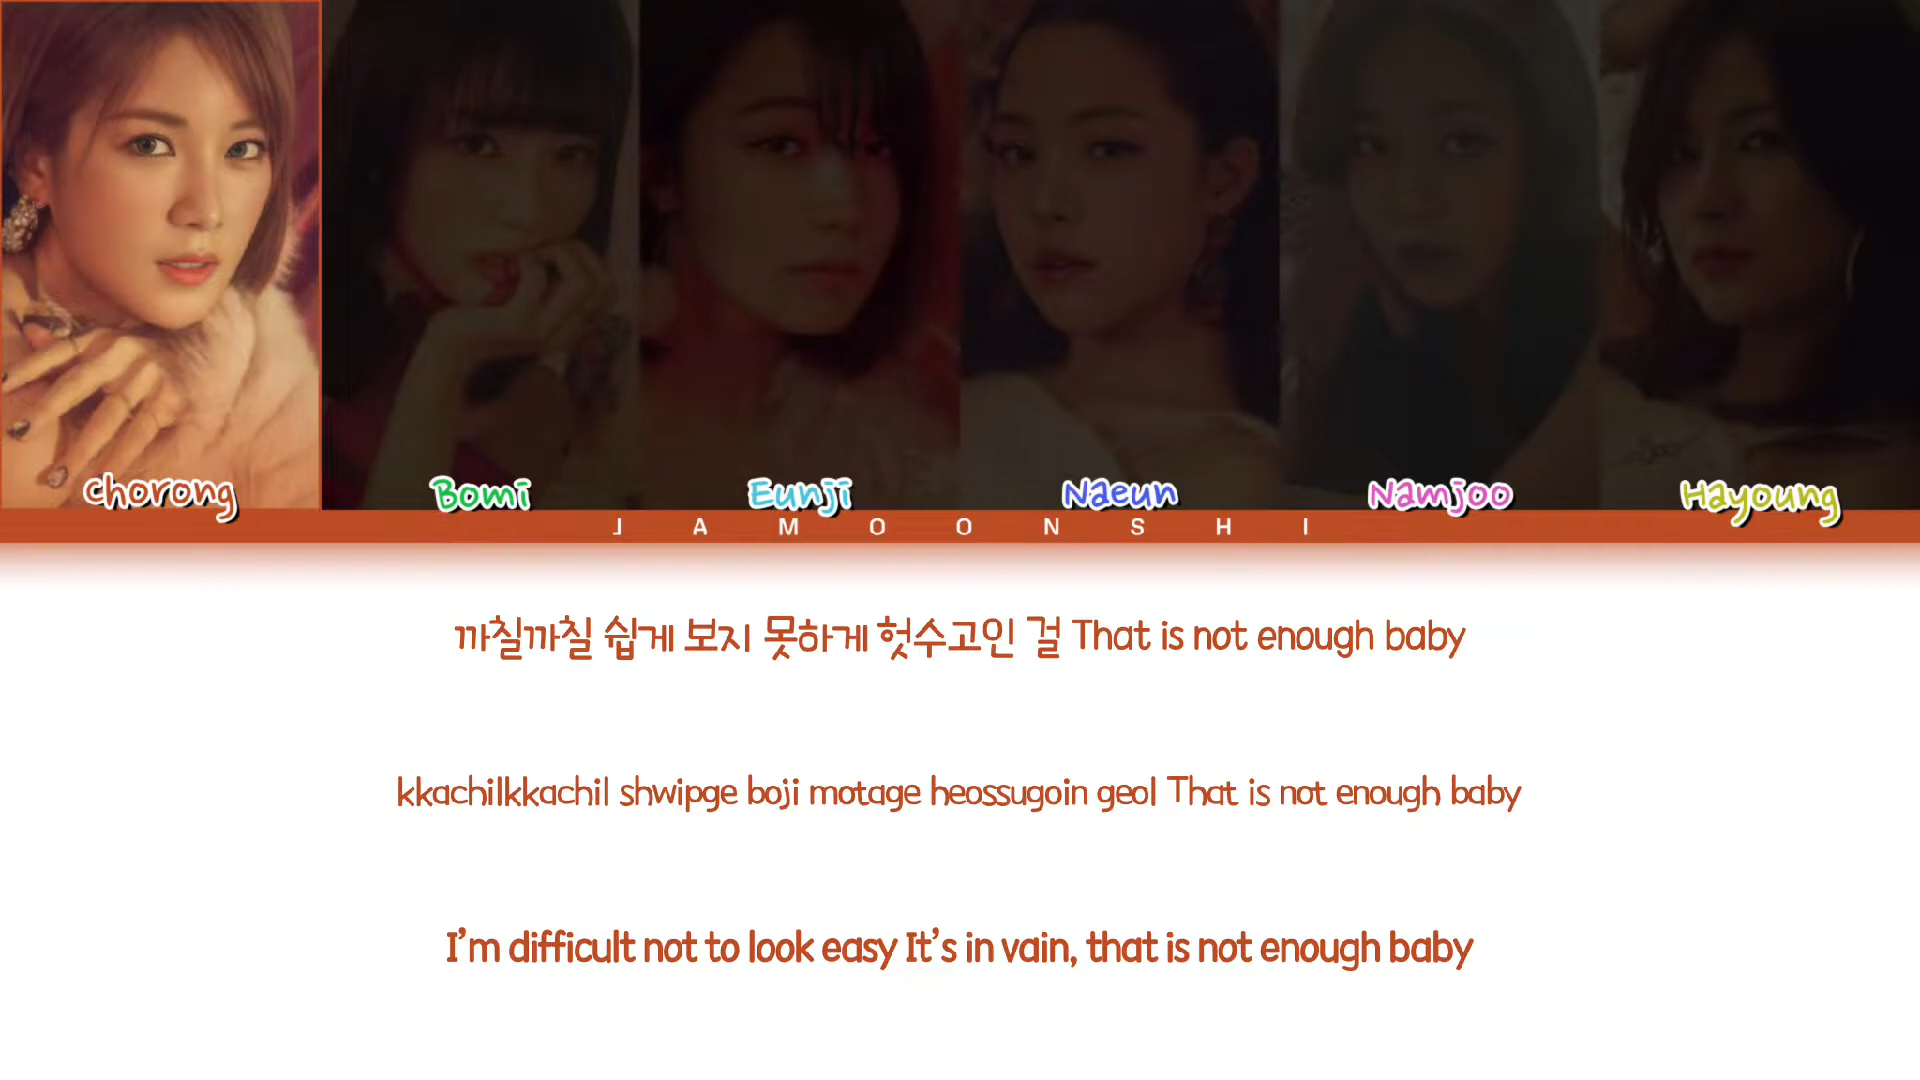 Chorong Bomi Eunji Naeun Namjoo Hayoung
JAMOONSHI
까칠까칠 쉽게 보지 못하게 헛수고인 걸 That is not enough baby
kkachilkkachil shwipge boji motage heossugoin geol That is not enough baby
I'm difficult not to look easy It's in vain, that is not enough baby